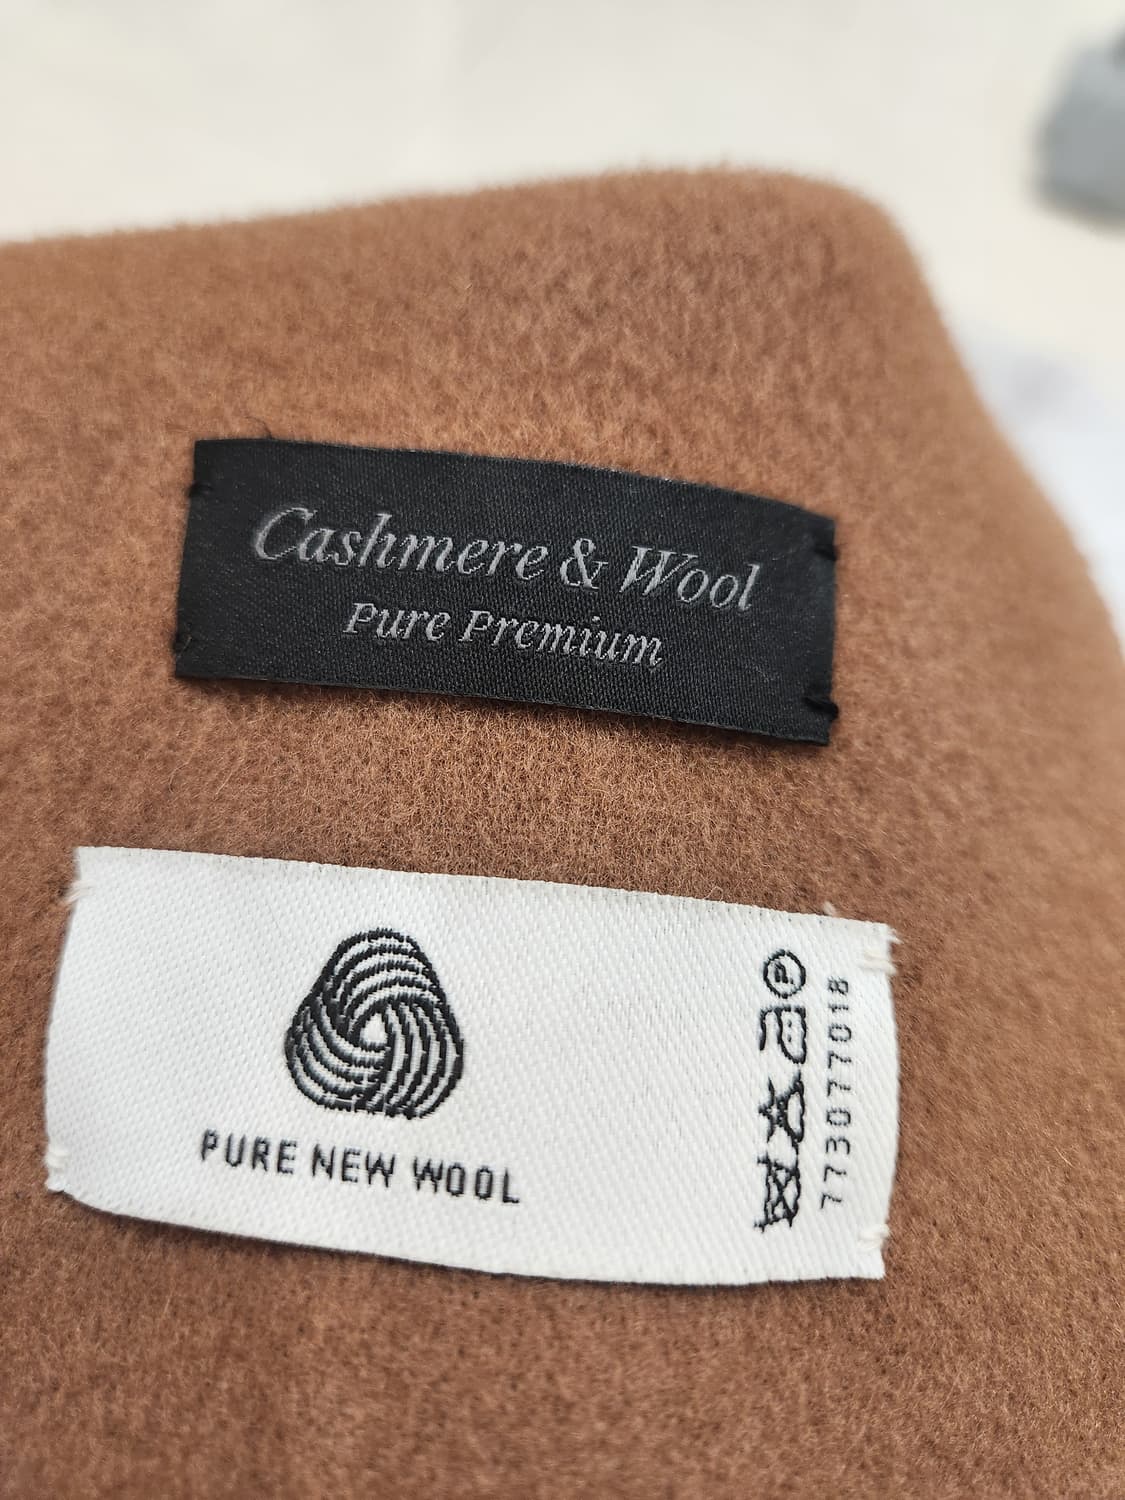 Cashmere & Wool
Pure Premium
PURE NEW WOOL
P
773077018